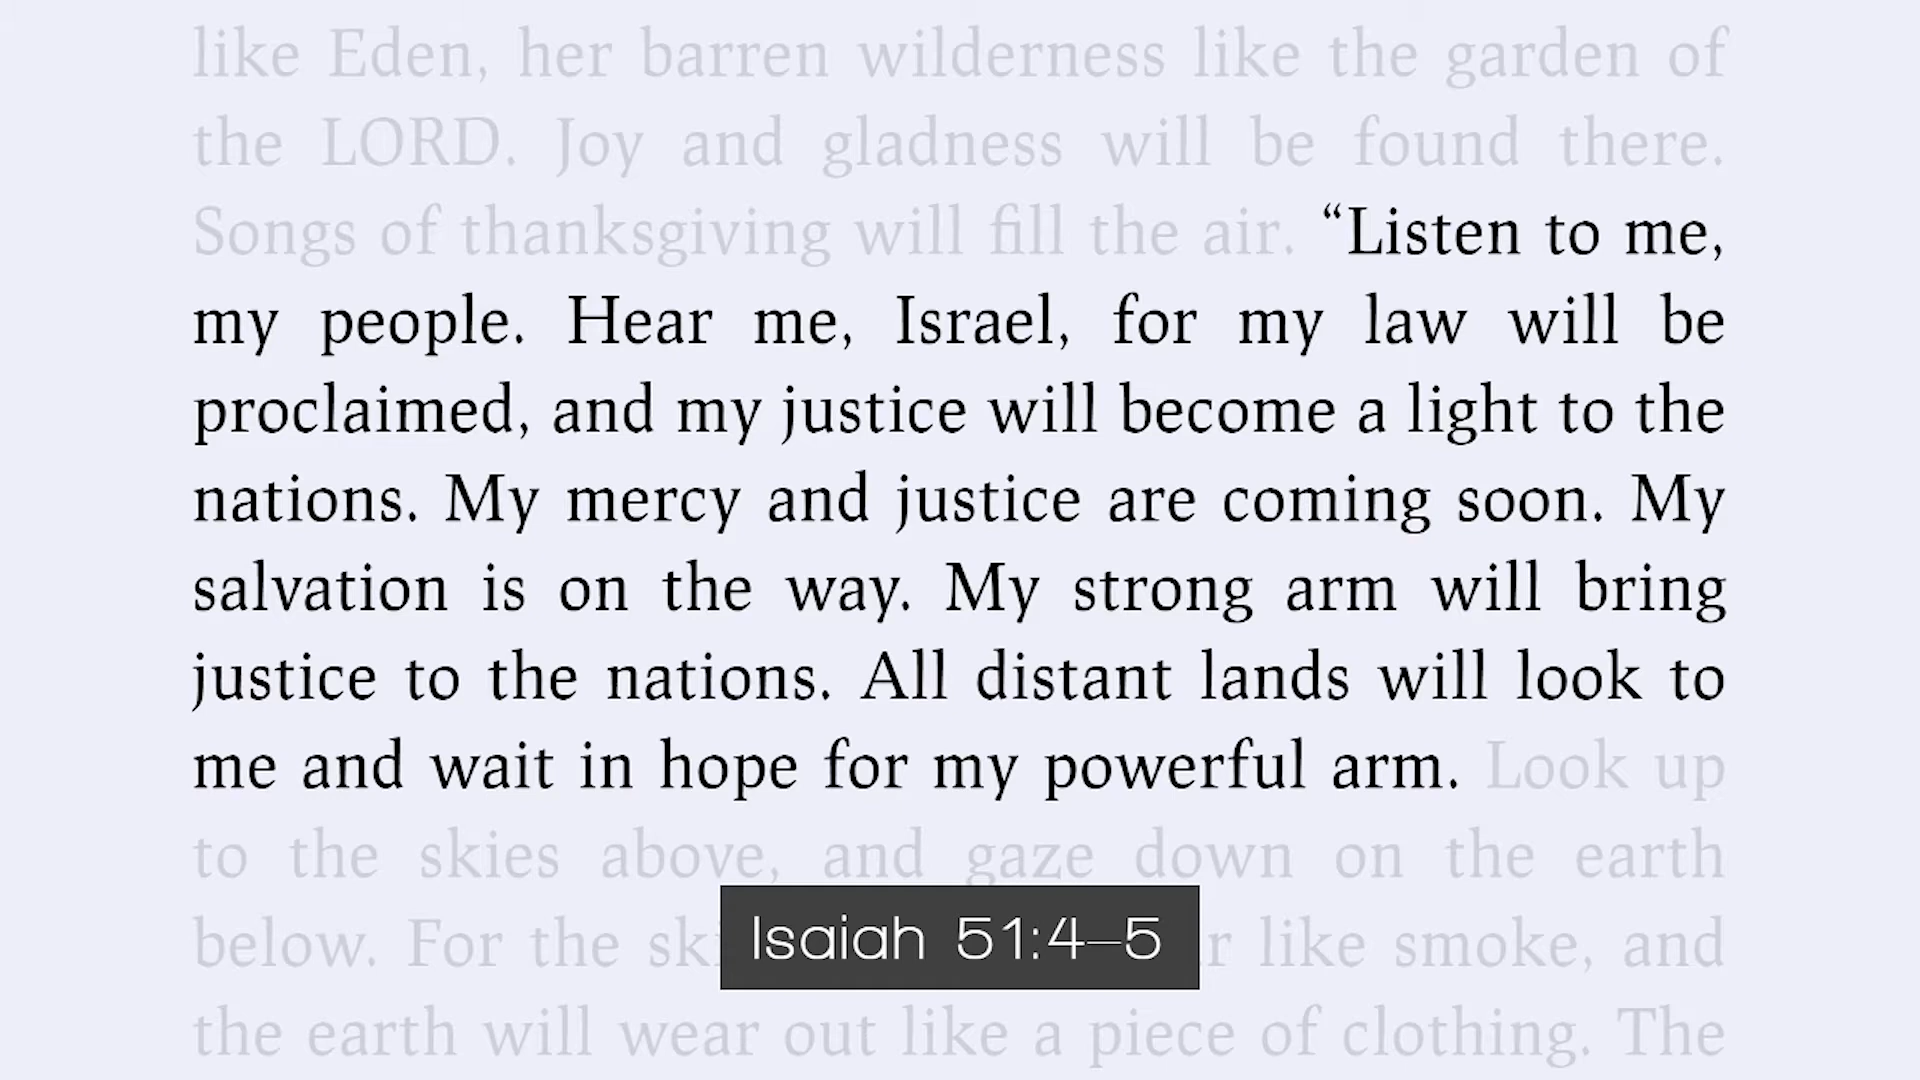 like Eden, her barren wilderness like the garden of
the LORD. Joy and gladness will be found there.
Songs of thanksgiving will fill the air. “Listen to me,
my people. Hear me, Israel, for my law will be
proclaimed, and my justice will become a light to the
nations. My mercy and justice are coming soon. My
salvation is on the way. My strong arm will bring
justice to the nations. All distant lands will look to
me and wait in hope for my powerful arm. Look up
to the skies above, and gaze down on the earth
below. For the like smoke, and
Isaiah 51:4–5
the earth will wear out like a piece of clothing. The